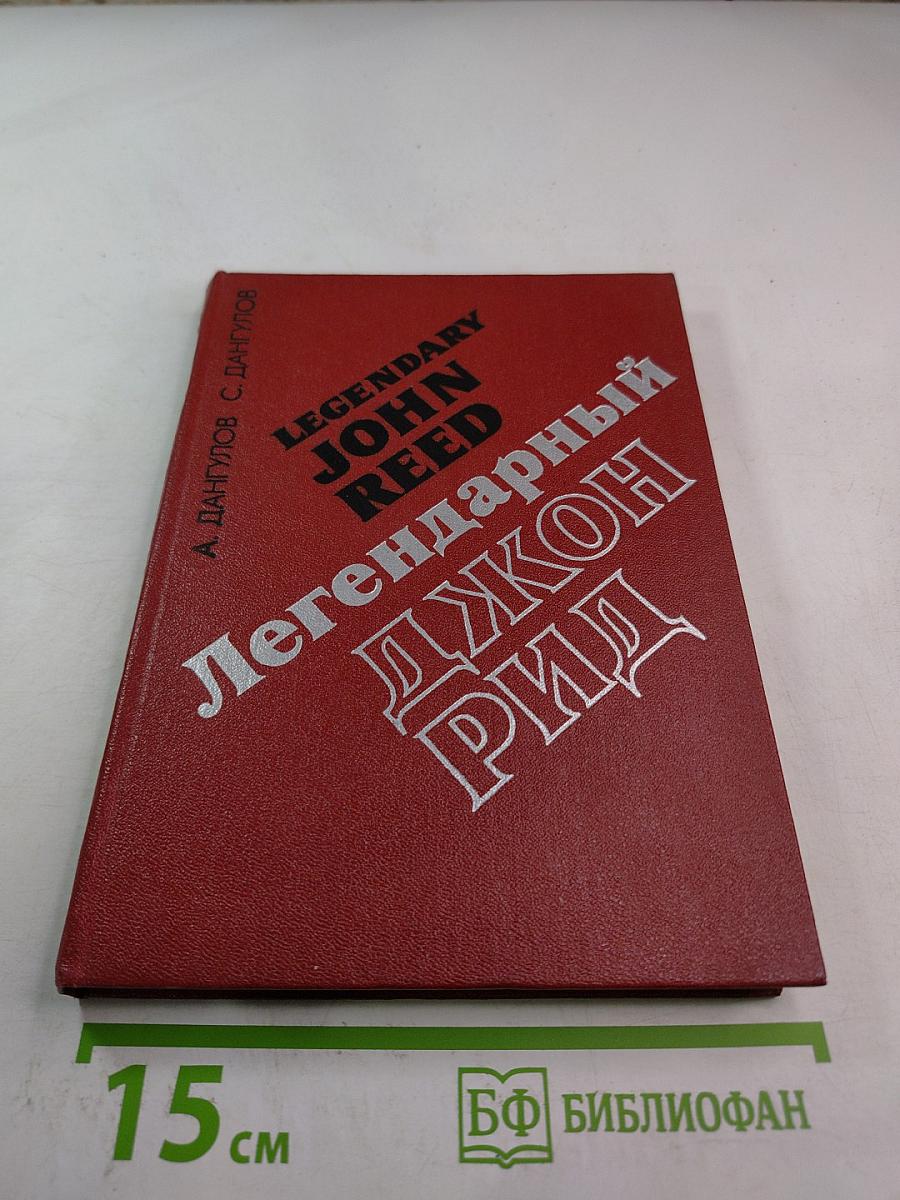 А. ДАНГУЛОВ С. ДАНГУЛОВ
LEGENDARY
JOHN
REED
Легендарный
ДЖОН
РИД
15 см
БФ БИБЛИОФАН